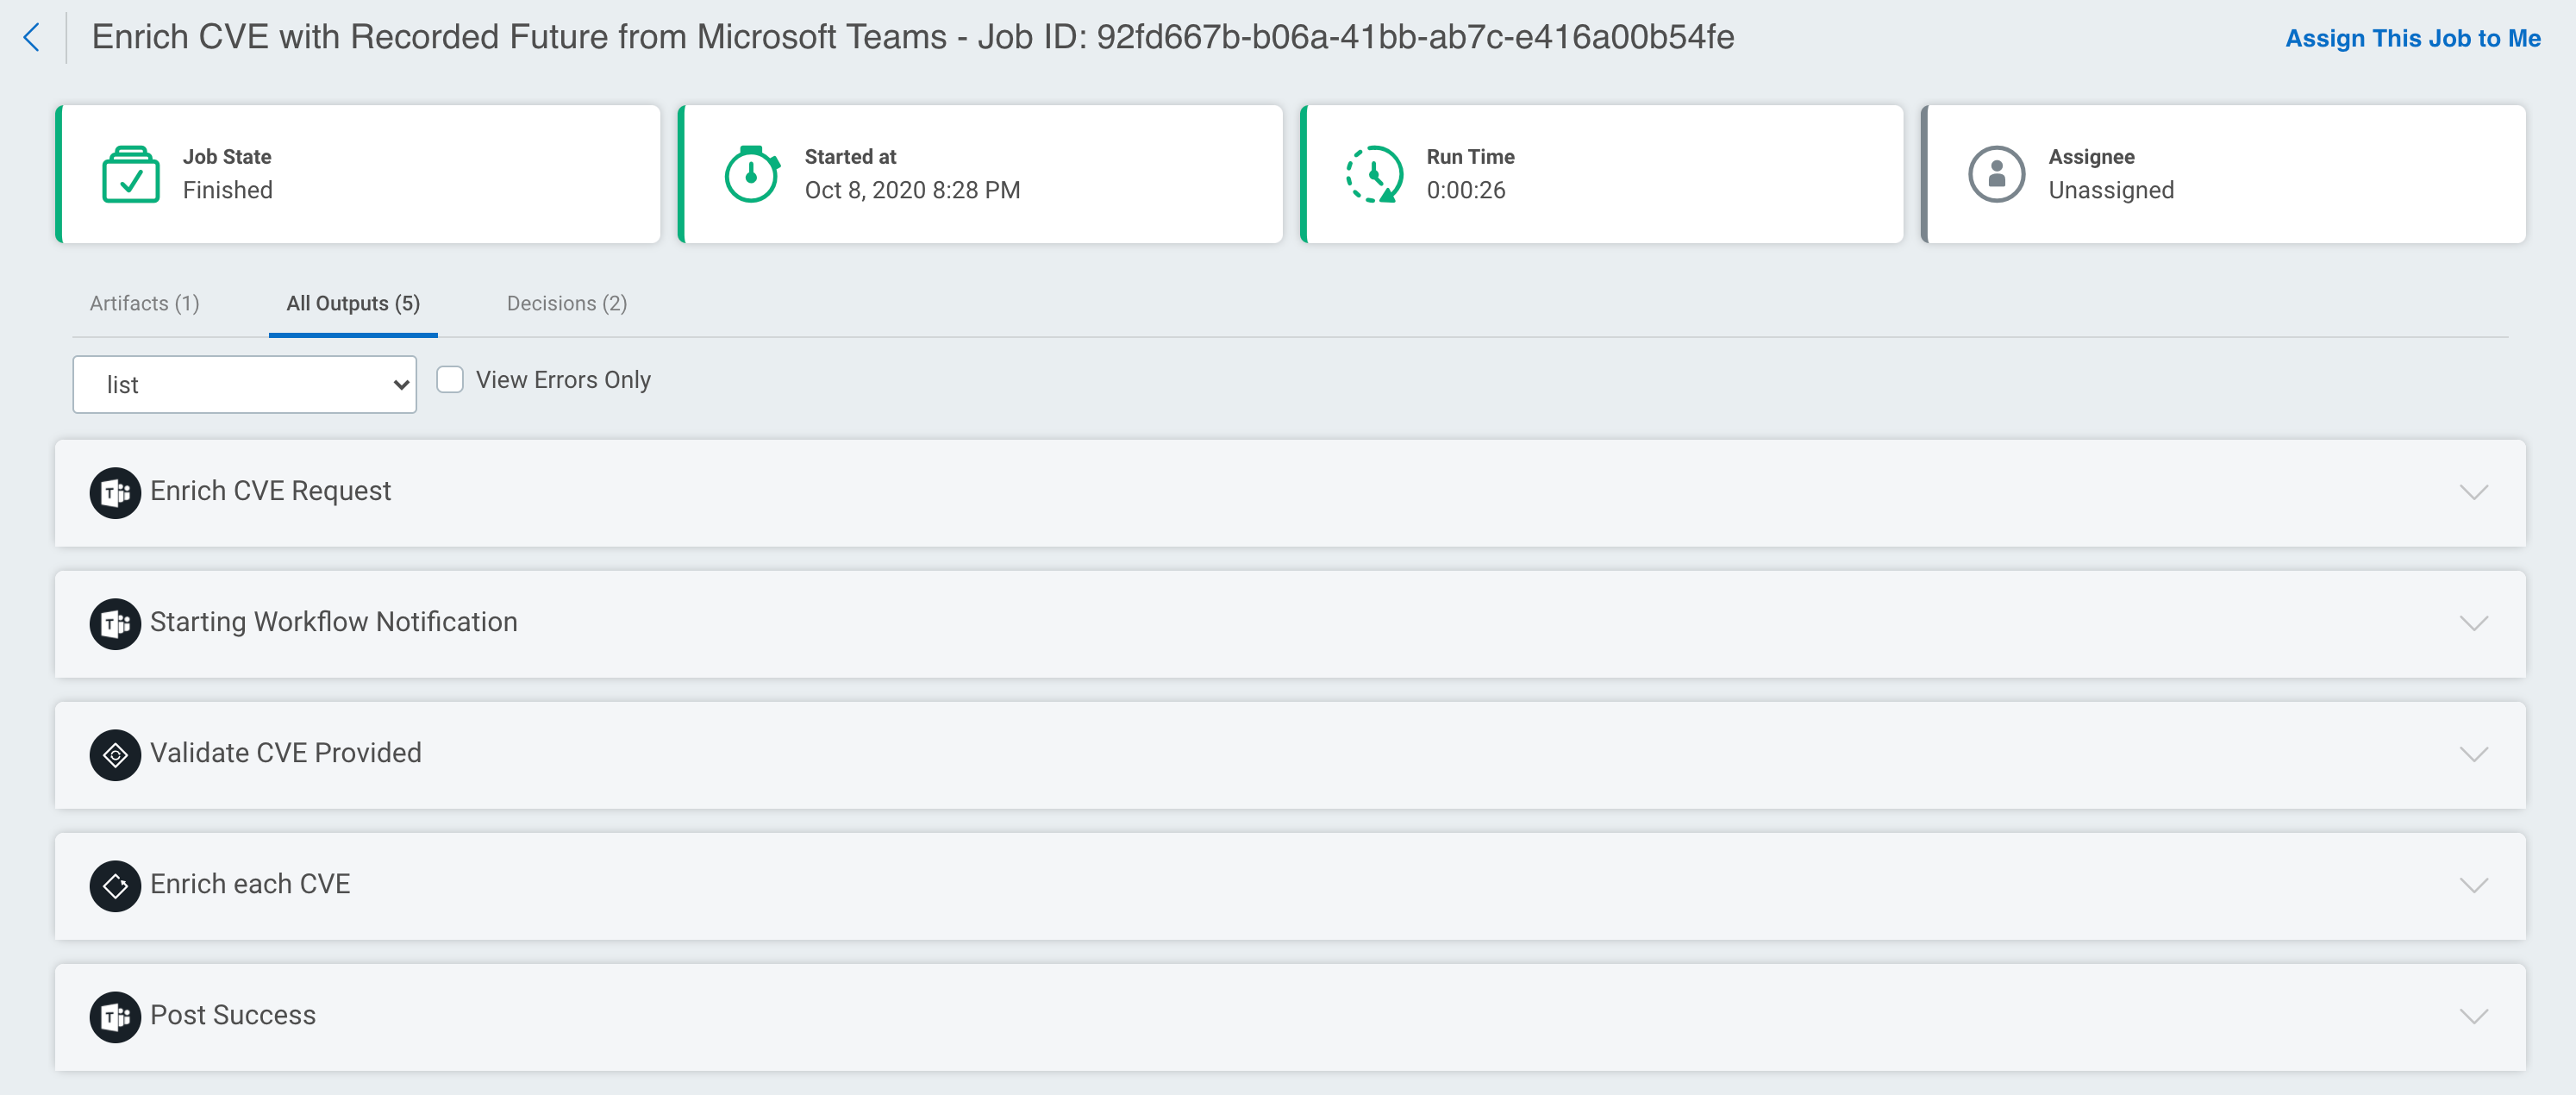 Enrich CVE with Recorded Future from Microsoft Teams - Job ID: 92fd667b-b06a-41bb-ab7c-e416a00b54fe
Assign This Job to Me
Job State
Finished
Started at
Oct 8, 2020 8:28 PM
Run Time
0:00:26
Assignee
Unassigned
Artifacts (1)
All Outputs (5)
Decisions (2)
list
View Errors Only
Enrich CVE Request
Starting Workflow Notification
Validate CVE Provided
Enrich each CVE
Post Success